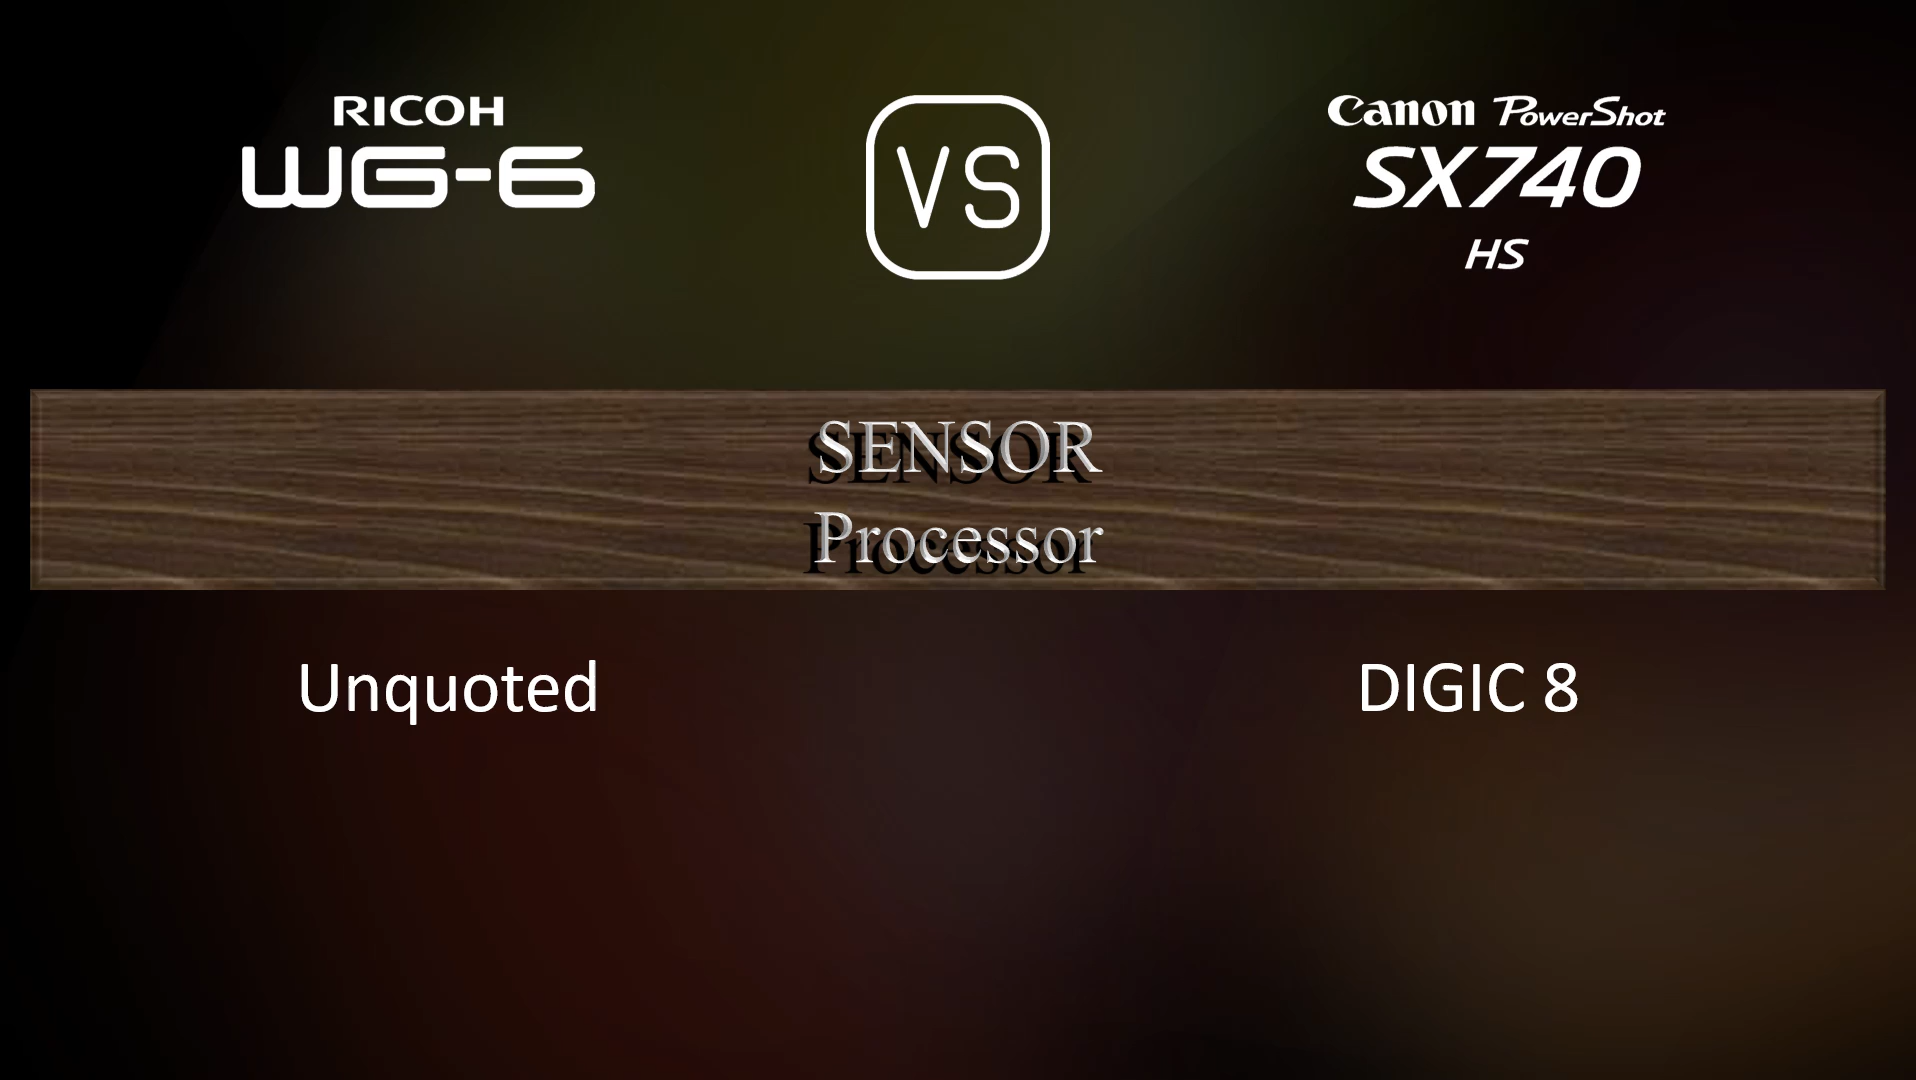 RICOH
WG-6
VS
Canon PowerShot
SX740
HS
SENSOR
Processor
Unquoted
DIGIC 8